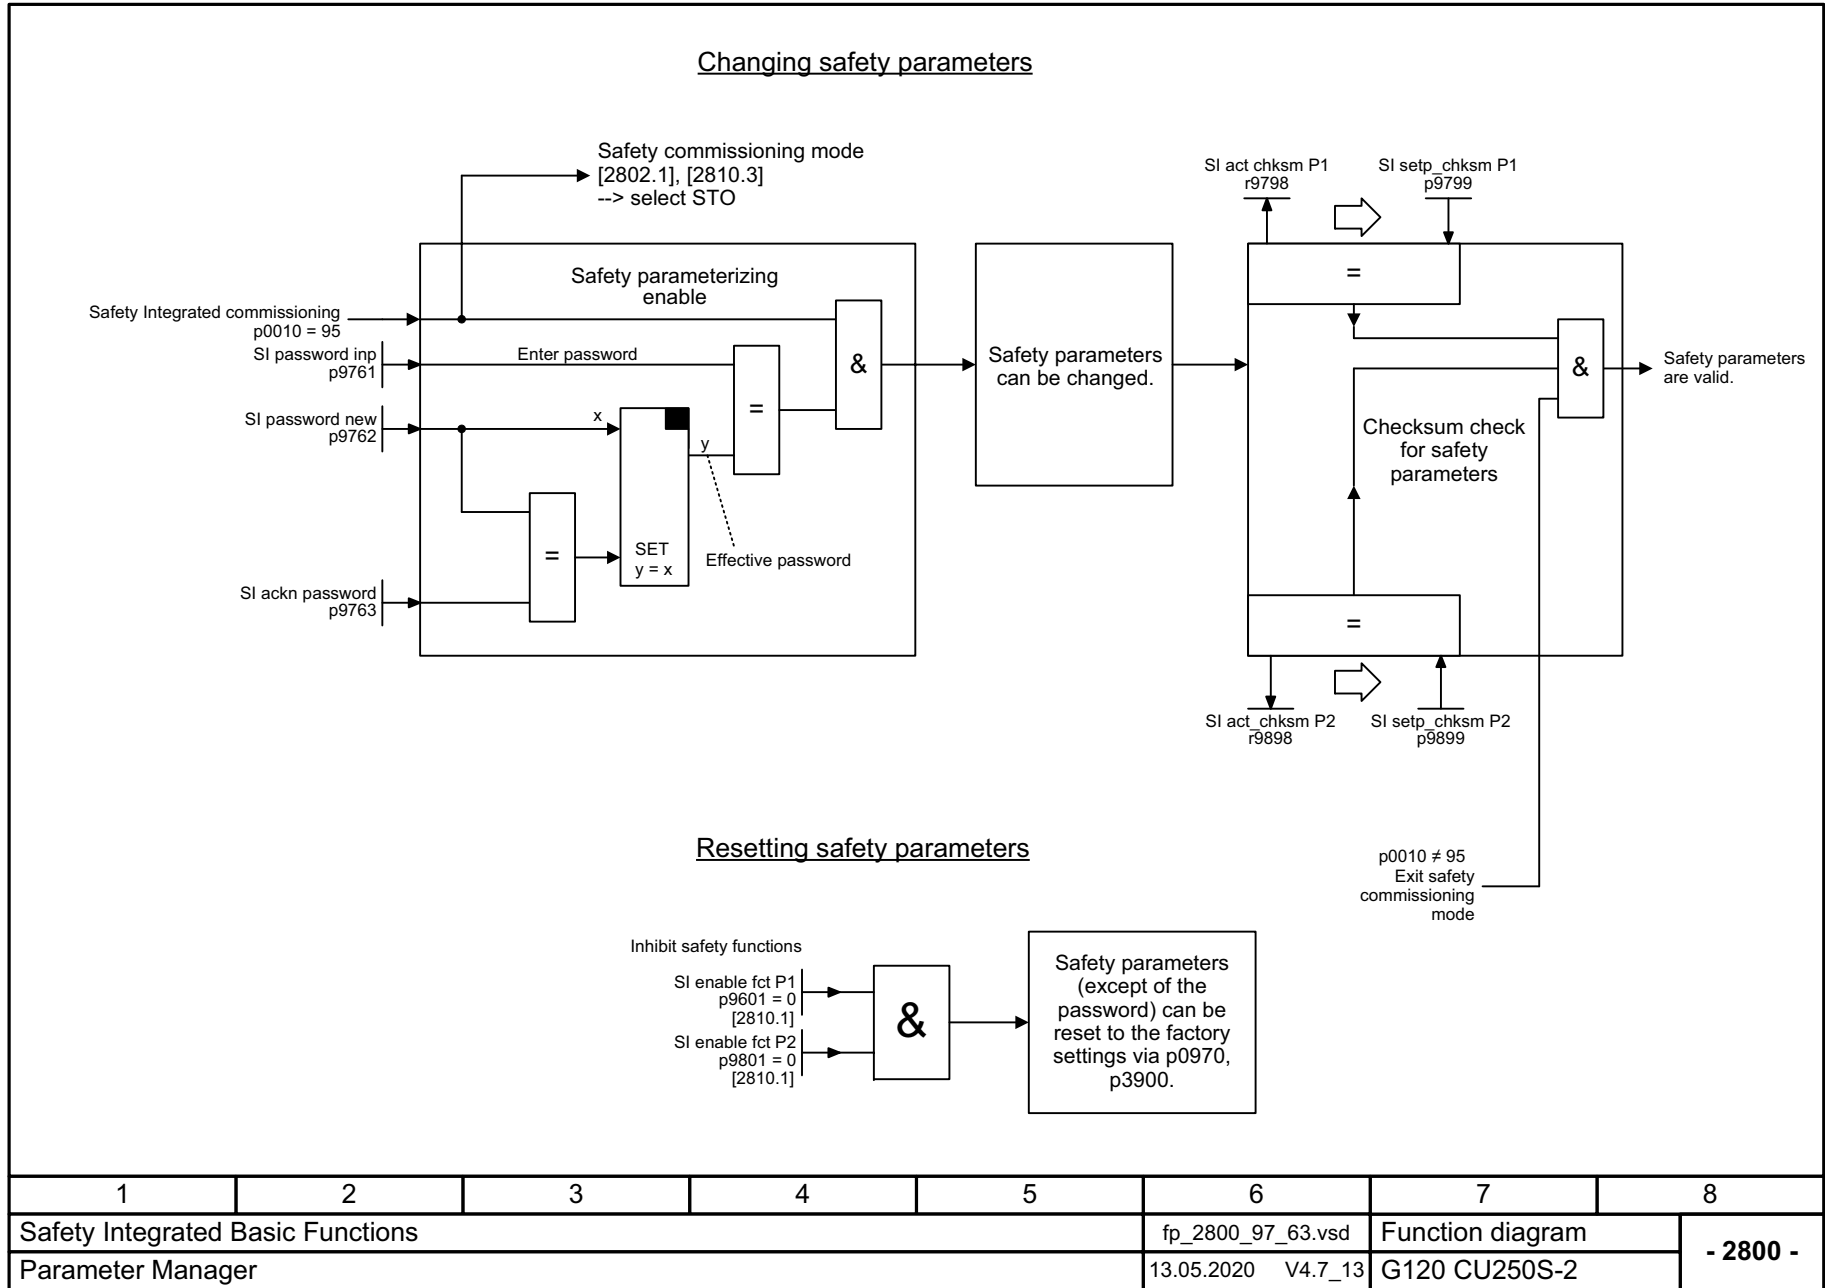 Changing safety parameters
Safety commissioning mode
[2802.1], [2810.3]
--> select STO
SI act chksm P1
r9798
SI setp_chksm P1
p9799
Safety parameterizing
enable
=
Safety Integrated commissioning
p0010 = 95
SI password inp
p9761
Enter password
&
=
Safety parameters
can be changed.
&
Safety parameters
are valid.
SI password new
p9762
x
y
Checksum check
for safety
parameters
=
SET
y = x
Effective password
SI ackn password
p9763
=
SI act_chksm P2
r9898
SI setp_chksm P2
p9899
Resetting safety parameters
p0010 ≠ 95
Exit safety
commissioning
mode
Inhibit safety functions
SI enable fct P1
p9601 = 0
[2810.1]
SI enable fct P2
p9801 = 0
[2810.1]
&
Safety parameters
(except of the
password) can be
reset to the factory
settings via p0970,
p3900.
1 2 3 4 5 6 7 8
Safety Integrated Basic Functions
fp_2800_97_63.vsd
Function diagram
- 2800 -
Parameter Manager
13.05.2020 V4.7_13
G120 CU250S-2